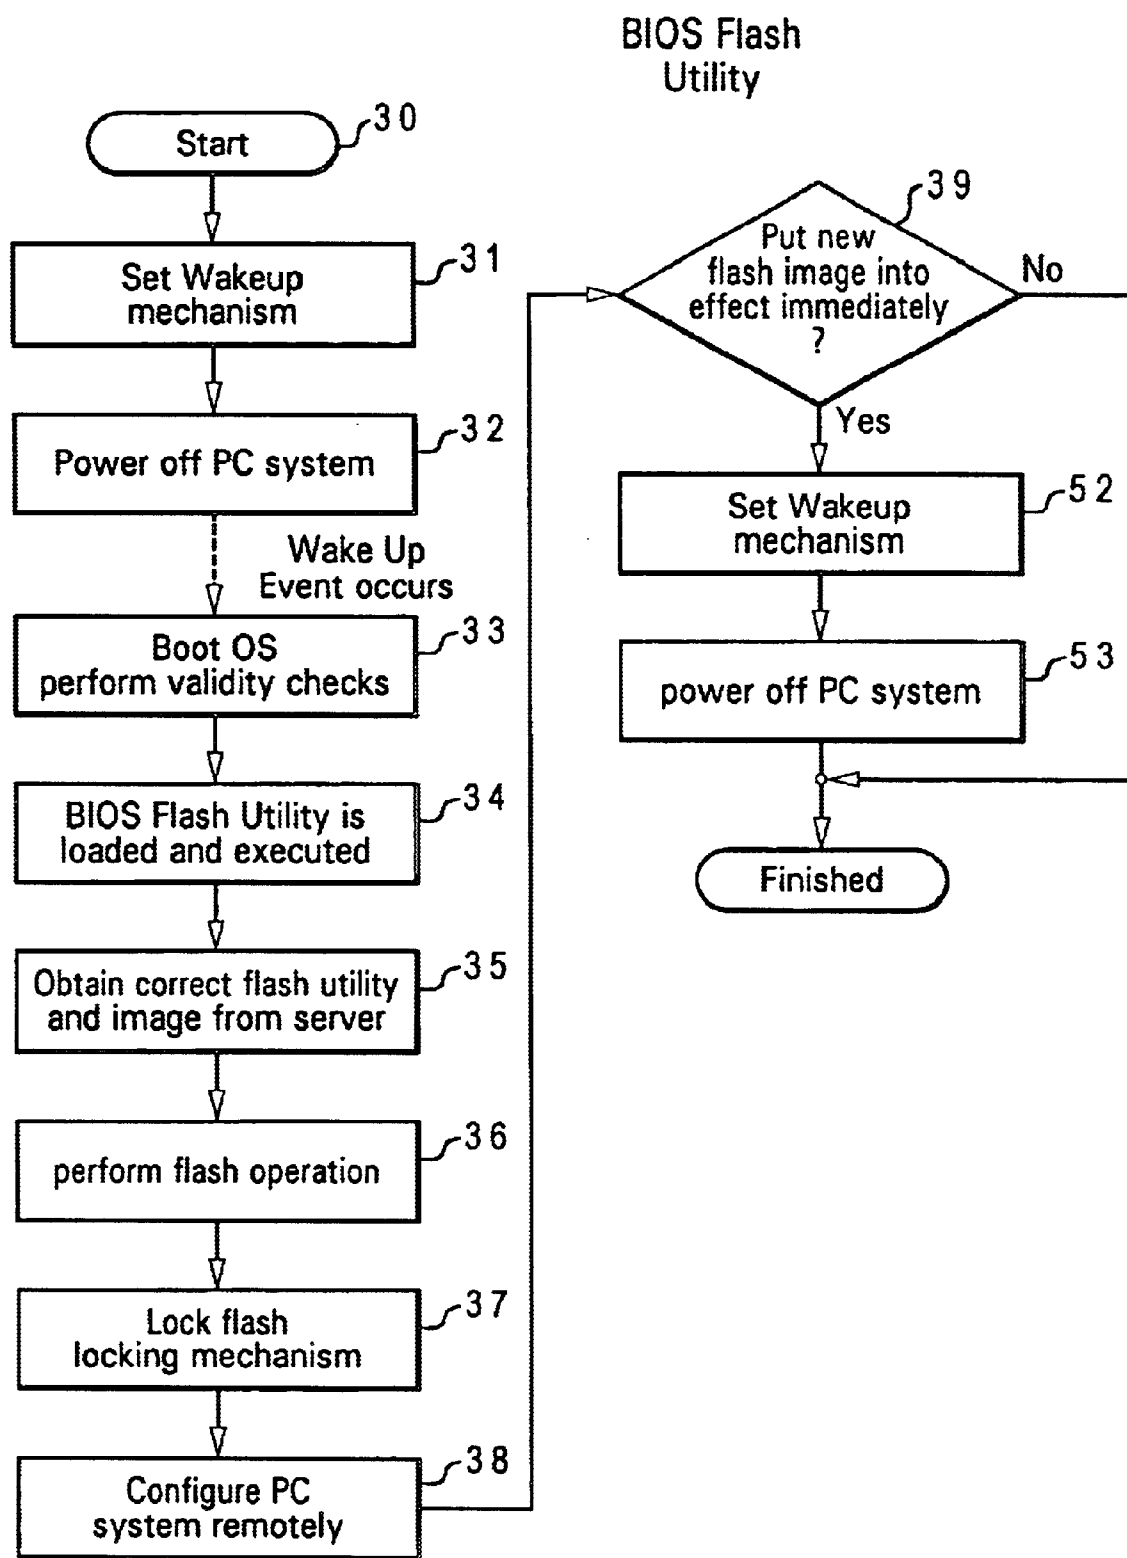 BIOS Flash
Utility
Start
30
Set Wakeup
mechanism
31
Power off PC system
32
Wake Up
Event occurs
Boot OS
perform validity checks
33
BIOS Flash Utility is
loaded and executed
34
Obtain correct flash utility
and image from server
35
perform flash operation
36
Lock flash
locking mechanism
37
Configure PC
system remotely
38
Put new
flash image into
effect immediately
?
39
No
Yes
Set Wakeup
mechanism
52
power off PC system
53
Finished